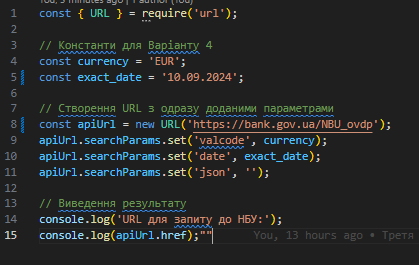 You, 5 minutes ago | 1 author (You)
1 const { URL } = require('url');
2
3 // Константи для Варіанту 4
4 const currency = 'EUR';
5 const exact_date = '10.09.2024';
6
7 // Створення URL з одразу доданими параметрами
8 const apiUrl = new URL('https://bank.gov.ua/NBU_ovdp');
9 apiUrl.searchParams.set('valcode', currency);
10 apiUrl.searchParams.set('date', exact_date);
11 apiUrl.searchParams.set('json', '');
12
13 // Виведення результату
14 console.log('URL для запиту до НБУ:');
15 console.log(apiUrl.href);"" You, 13 hours ago • Третя